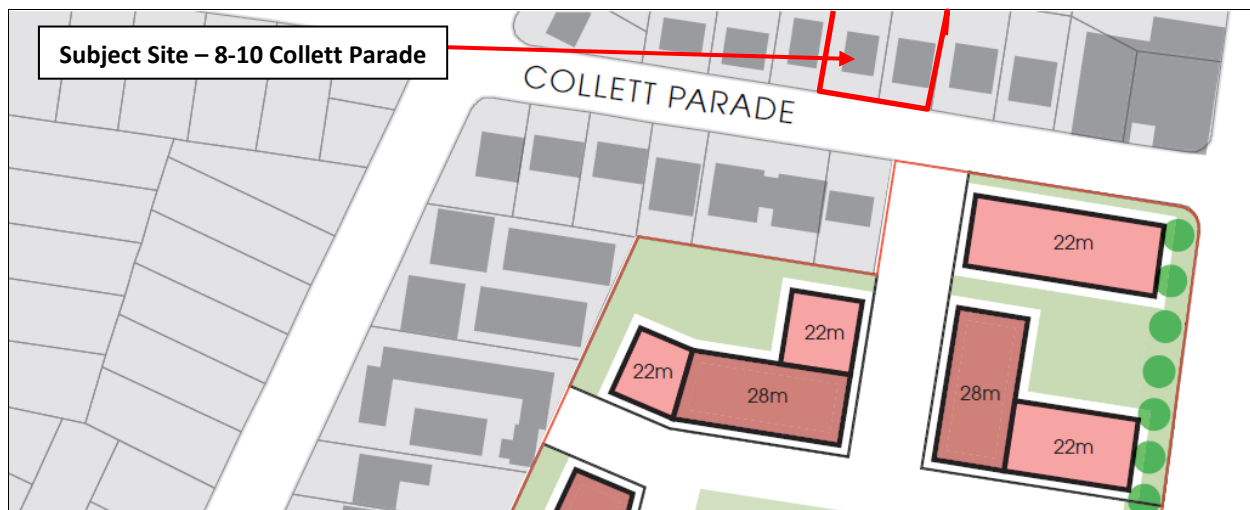 Subject Site – 8-10 Collett Parade
COLLETT PARADE
22m
22m
22m
28m
28m
22m